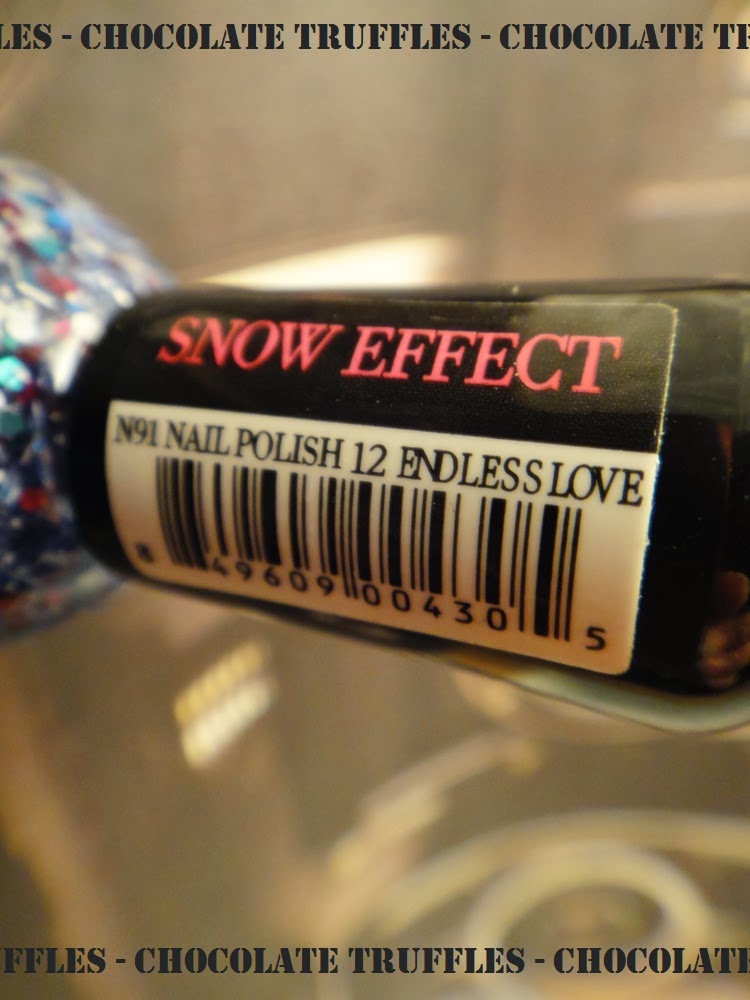 LES - CHOCOLATE TRUFFLES - CHOCOLATE TR
SNOW EFFECT
N91 NAIL POLISH 12 ENDLESS LOVE
8 49609 00430 5
FFLES - CHOCOLATE TRUFFLES - CHOCOLATE T